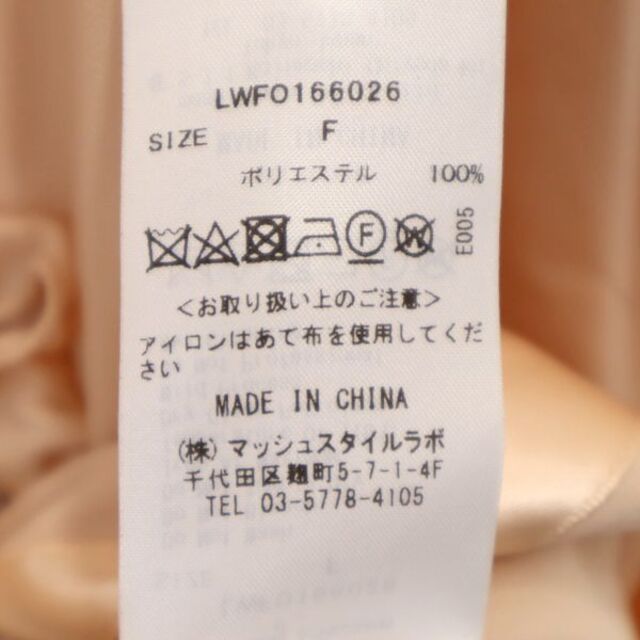 LWFO166026
SIZE F
ポリエステル 100%
F W E005
<お取り扱い上のご注意>
アイロンはあて布を使用してくだ
さい
MADE IN CHINA
(株) マッシュスタイルラボ
千代田区麹町5-7-1-4F
TEL 03-5778-4105